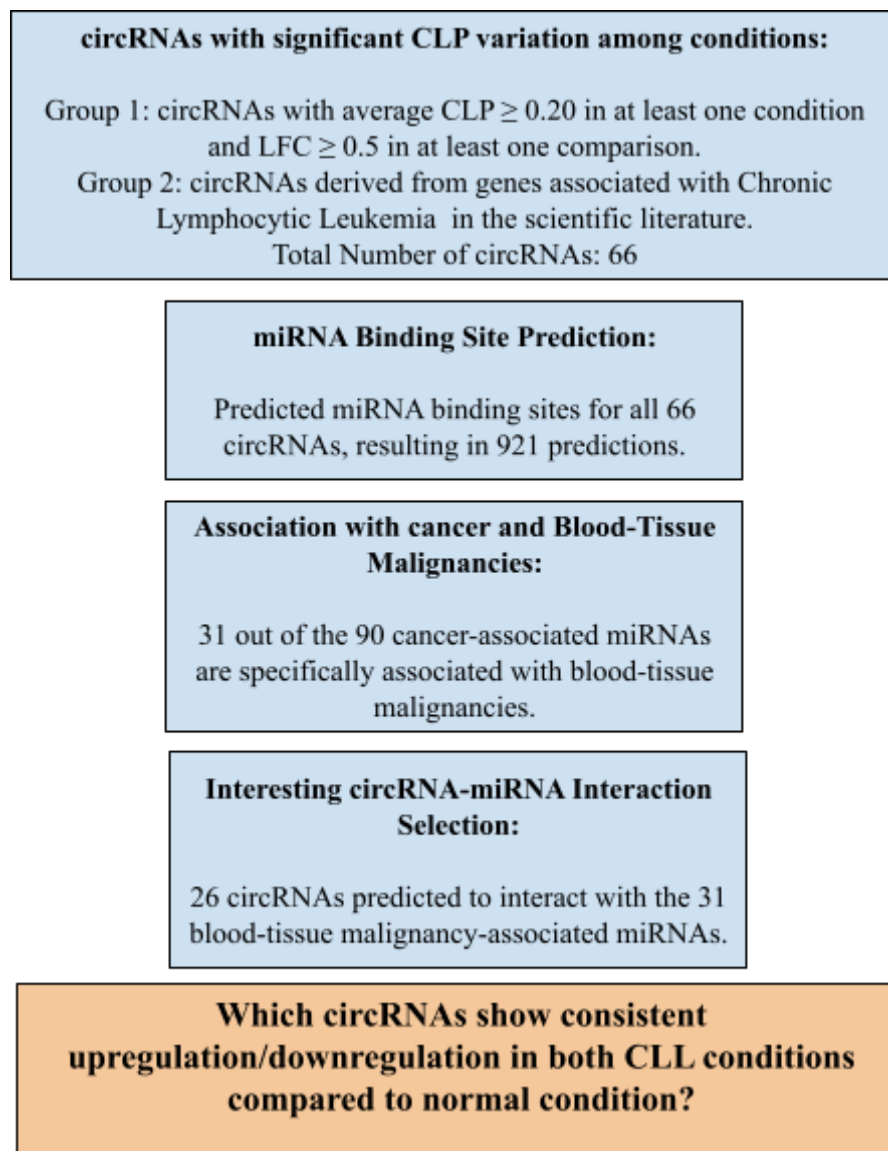 circRNAs with significant CLP variation among conditions:
Group 1: circRNAs with average CLP ≥ 0.20 in at least one condition
and LFC ≥ 0.5 in at least one comparison.
Group 2: circRNAs derived from genes associated with Chronic
Lymphocytic Leukemia in the scientific literature.
Total Number of circRNAs: 66
miRNA Binding Site Prediction:
Predicted miRNA binding sites for all 66
circRNAs, resulting in 921 predictions.
Association with cancer and Blood-Tissue
Malignancies:
31 out of the 90 cancer-associated miRNAs
are specifically associated with blood-tissue
malignancies.
Interesting circRNA-miRNA Interaction
Selection:
26 circRNAs predicted to interact with the 31
blood-tissue malignancy-associated miRNAs.
Which circRNAs show consistent
upregulation/downregulation in both CLL conditions
compared to normal condition?